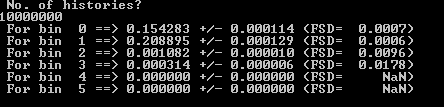 No. of histories?
10000000
For bin 0 ==> 0.154283 +/- 0.000114 (FSD= 0.0007)
For bin 1 ==> 0.208895 +/- 0.000129 (FSD= 0.0006)
For bin 2 ==> 0.001082 +/- 0.000010 (FSD= 0.0096)
For bin 3 ==> 0.000314 +/- 0.000006 (FSD= 0.0178)
For bin 4 ==> 0.000000 +/- 0.000000 (FSD= NaN)
For bin 5 ==> 0.000000 +/- 0.000000 (FSD= NaN)